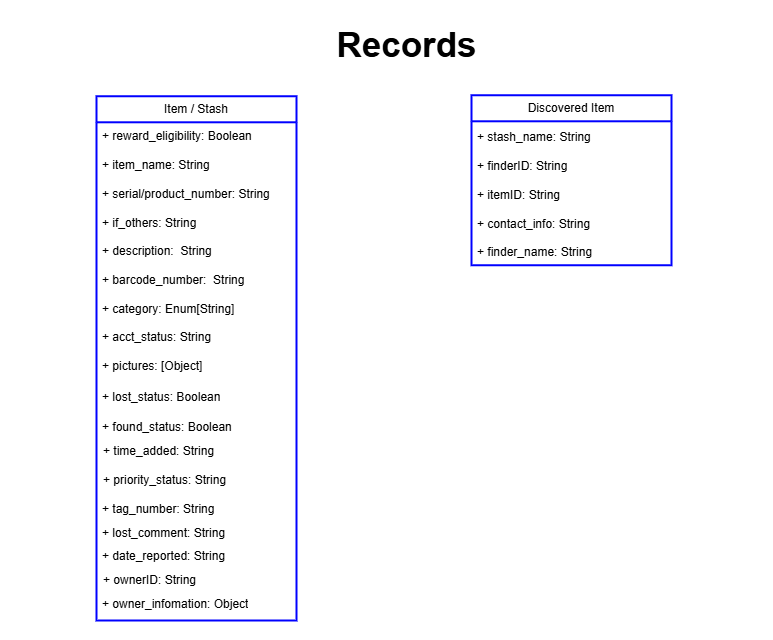 Records
Item / Stash
+ reward_eligibility: Boolean
+ item_name: String
+ serial/product_number: String
+ if_others: String
+ description:  String
+ barcode_number:  String
+ category: Enum[String]
+ acct_status: String
+ pictures: [Object]
+ lost_status: Boolean
+ found_status: Boolean
+ time_added: String
+ priority_status: String
+ tag_number: String
+ lost_comment: String
+ date_reported: String
+ ownerID: String
+ owner_infomation: Object
Discovered Item
+ stash_name: String
+ finderID: String
+ itemID: String
+ contact_info: String
+ finder_name: String